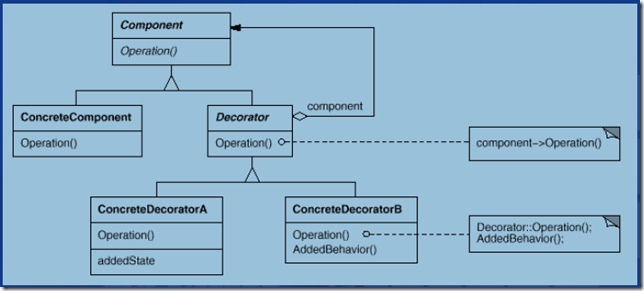 Component
Operation()
component
ConcreteComponent
Operation()
Decorator
Operation()
component->Operation()
ConcreteDecoratorA
Operation()
addedState
ConcreteDecoratorB
Operation()
AddedBehavior()
Decorator::Operation();
AddedBehavior();